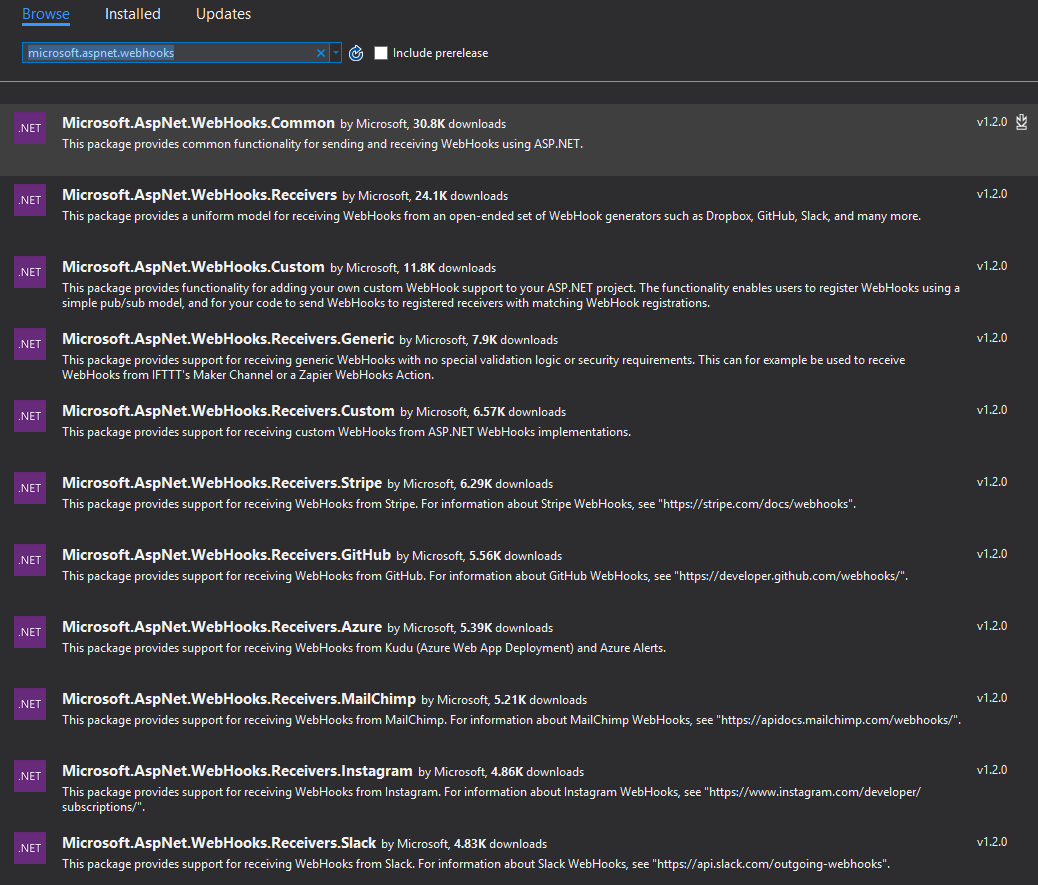 Browse Installed Updates
microsoft.aspnet.webhooks Include prerelease
.NET Microsoft.AspNet.WebHooks.Common by Microsoft, 30.8K downloads v1.2.0
This package provides common functionality for sending and receiving WebHooks using ASP.NET.
.NET Microsoft.AspNet.WebHooks.Receivers by Microsoft, 24.1K downloads v1.2.0
This package provides a uniform model for receiving WebHooks from an open-ended set of WebHook generators such as Dropbox, GitHub, Slack, and many more.
.NET Microsoft.AspNet.WebHooks.Custom by Microsoft, 11.8K downloads v1.2.0
This package provides functionality for adding your own custom WebHook support to your ASP.NET project. The functionality enables users to register WebHooks using a
simple pub/sub model, and for your code to send WebHooks to registered receivers with matching WebHook registrations.
.NET Microsoft.AspNet.WebHooks.Receivers.Generic by Microsoft, 7.9K downloads v1.2.0
This package provides support for receiving generic WebHooks with no special validation logic or security requirements. This can for example be used to receive
WebHooks from IFTTT's Maker Channel or a Zapier WebHooks Action.
.NET Microsoft.AspNet.WebHooks.Receivers.Custom by Microsoft, 6.57K downloads v1.2.0
This package provides support for receiving custom WebHooks from ASP.NET WebHooks implementations.
.NET Microsoft.AspNet.WebHooks.Receivers.Stripe by Microsoft, 6.29K downloads v1.2.0
This package provides support for receiving WebHooks from Stripe. For information about Stripe WebHooks, see "https://stripe.com/docs/webhooks".
.NET Microsoft.AspNet.WebHooks.Receivers.GitHub by Microsoft, 5.56K downloads v1.2.0
This package provides support for receiving WebHooks from GitHub. For information about GitHub WebHooks, see "https://developer.github.com/webhooks/".
.NET Microsoft.AspNet.WebHooks.Receivers.Azure by Microsoft, 5.39K downloads v1.2.0
This package provides support for receiving WebHooks from Kudu (Azure Web App Deployment) and Azure Alerts.
.NET Microsoft.AspNet.WebHooks.Receivers.MailChimp by Microsoft, 5.21K downloads v1.2.0
This package provides support for receiving WebHooks from MailChimp. For information about MailChimp WebHooks, see "https://apidocs.mailchimp.com/webhooks/".
.NET Microsoft.AspNet.WebHooks.Receivers.Instagram by Microsoft, 4.86K downloads v1.2.0
This package provides support for receiving WebHooks from Instagram. For information about Instagram WebHooks, see "https://www.instagram.com/developer/
subscriptions/".
.NET Microsoft.AspNet.WebHooks.Receivers.Slack by Microsoft, 4.83K downloads v1.2.0
This package provides support for receiving WebHooks from Slack. For information about Slack WebHooks, see "https://api.slack.com/outgoing-webhooks".